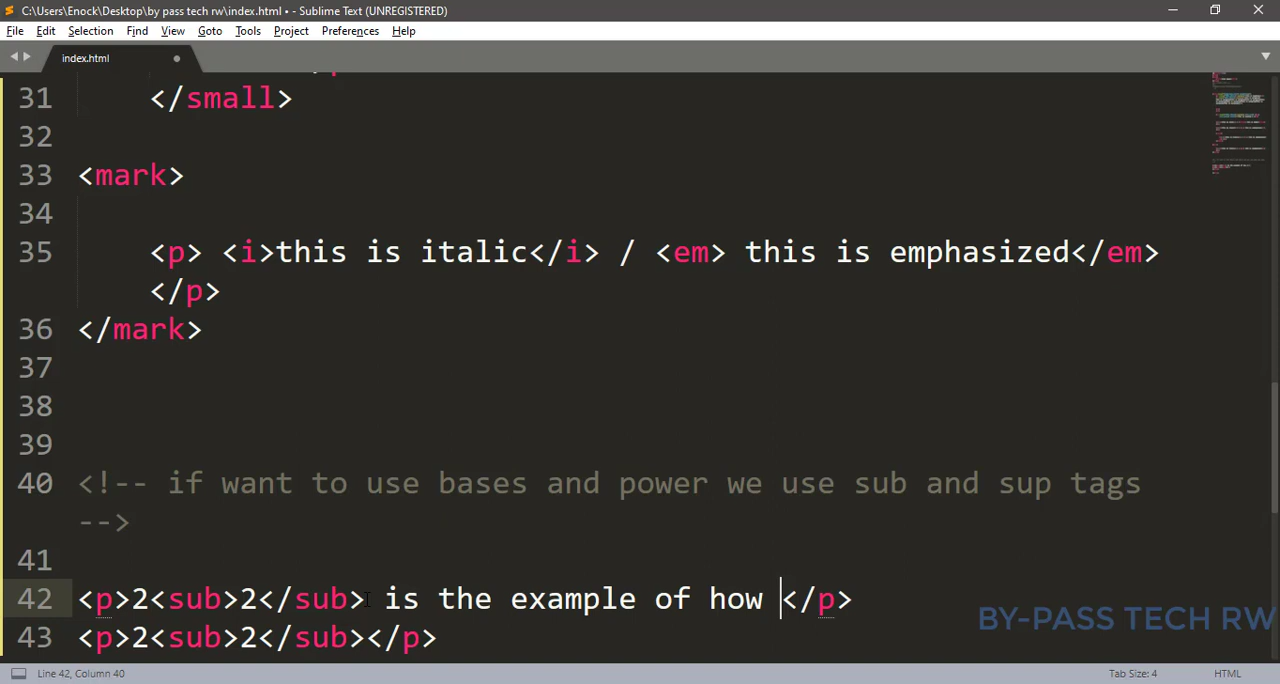 C:\Users\Enock\Desktop\by pass tech rw\index.html • - Sublime Text (UNREGISTERED)
File Edit Selection Find View Goto Tools Project Preferences Help
index.html
31 </small>
32
33 <mark>
34
35 <p> <i>this is italic</i> / <em> this is emphasized</em>
</p>
36 </mark>
37
38
39
40 <!-- if want to use bases and power we use sub and sup tags
-->
41
42 <p>2<sub>2</sub> is the example of how </p>
43 <p>2<sub>2</sub></p>
BY-PASS TECH RW
Line 42, Column 40 Tab Size: 4 HTML